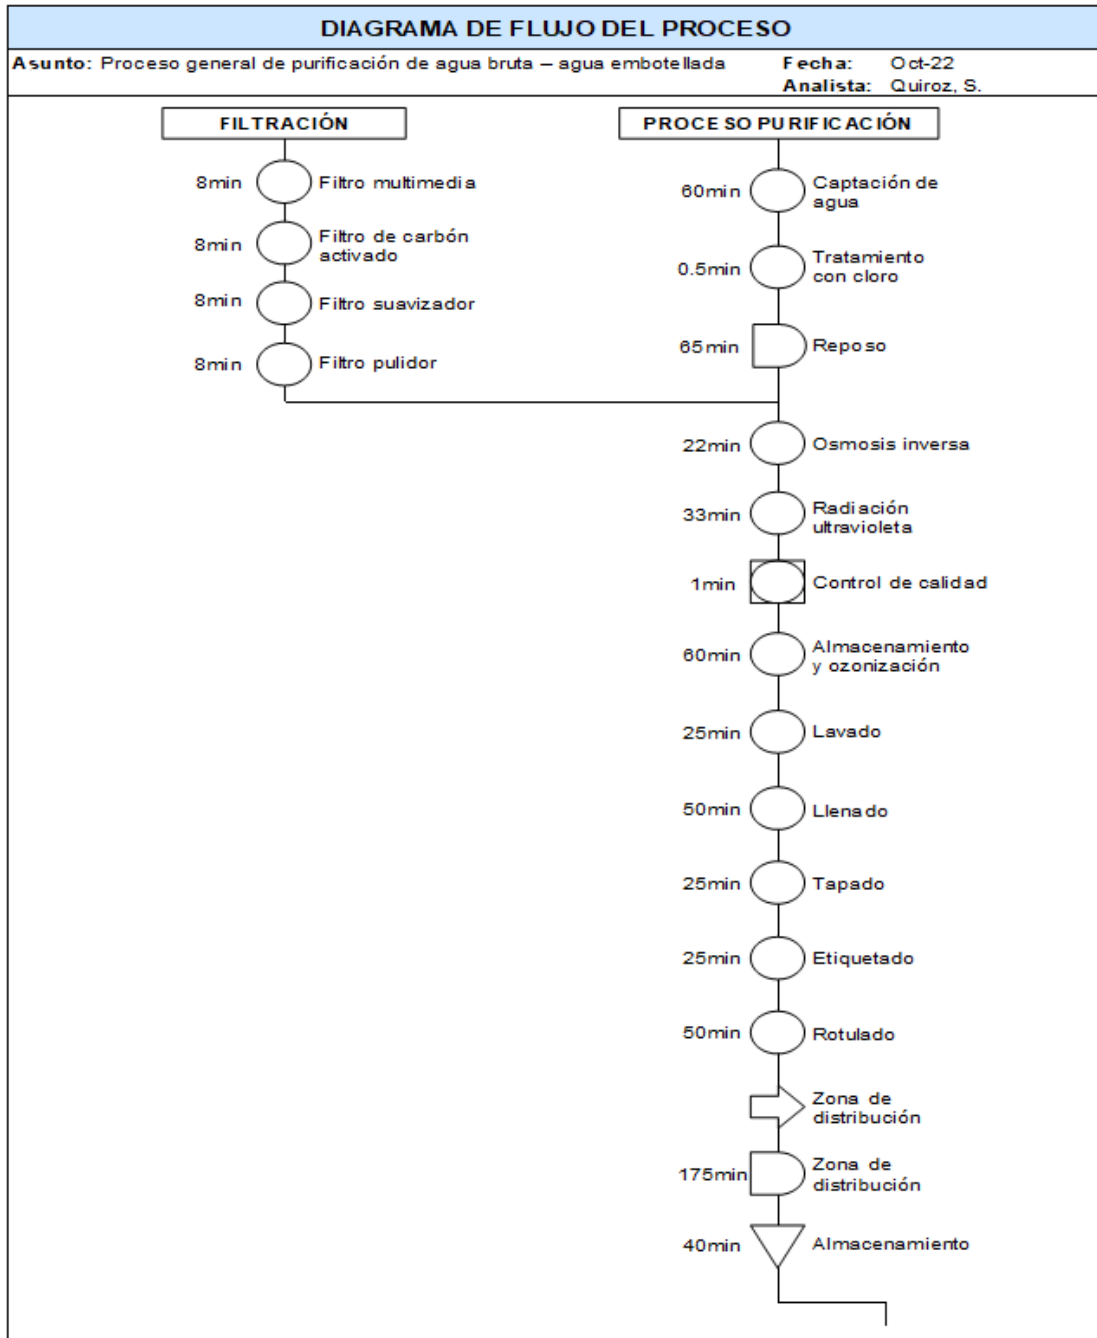 DIAGRAMA DE FLUJO DEL PROCESO
Asunto: Proceso general de purificación de agua bruta – agua embotellada
Fecha: Oct-22
Analista: Quiroz, S.
FILTRACIÓN
8min Filtro multimedia
8min Filtro de carbón
activado
8min Filtro suavizador
8min Filtro pulidor
PROCESO PURIFICACIÓN
60min Captación de
agua
0.5min Tratamiento
con cloro
65min Reposo
22min Osmosis inversa
33min Radiación
ultravioleta
1min Control de calidad
60min Almacenamiento
y ozonización
25min Lavado
50min Llenado
25min Tapado
25min Etiquetado
50min Rotulado
Zona de
distribución
175min Zona de
distribución
40min Almacenamiento